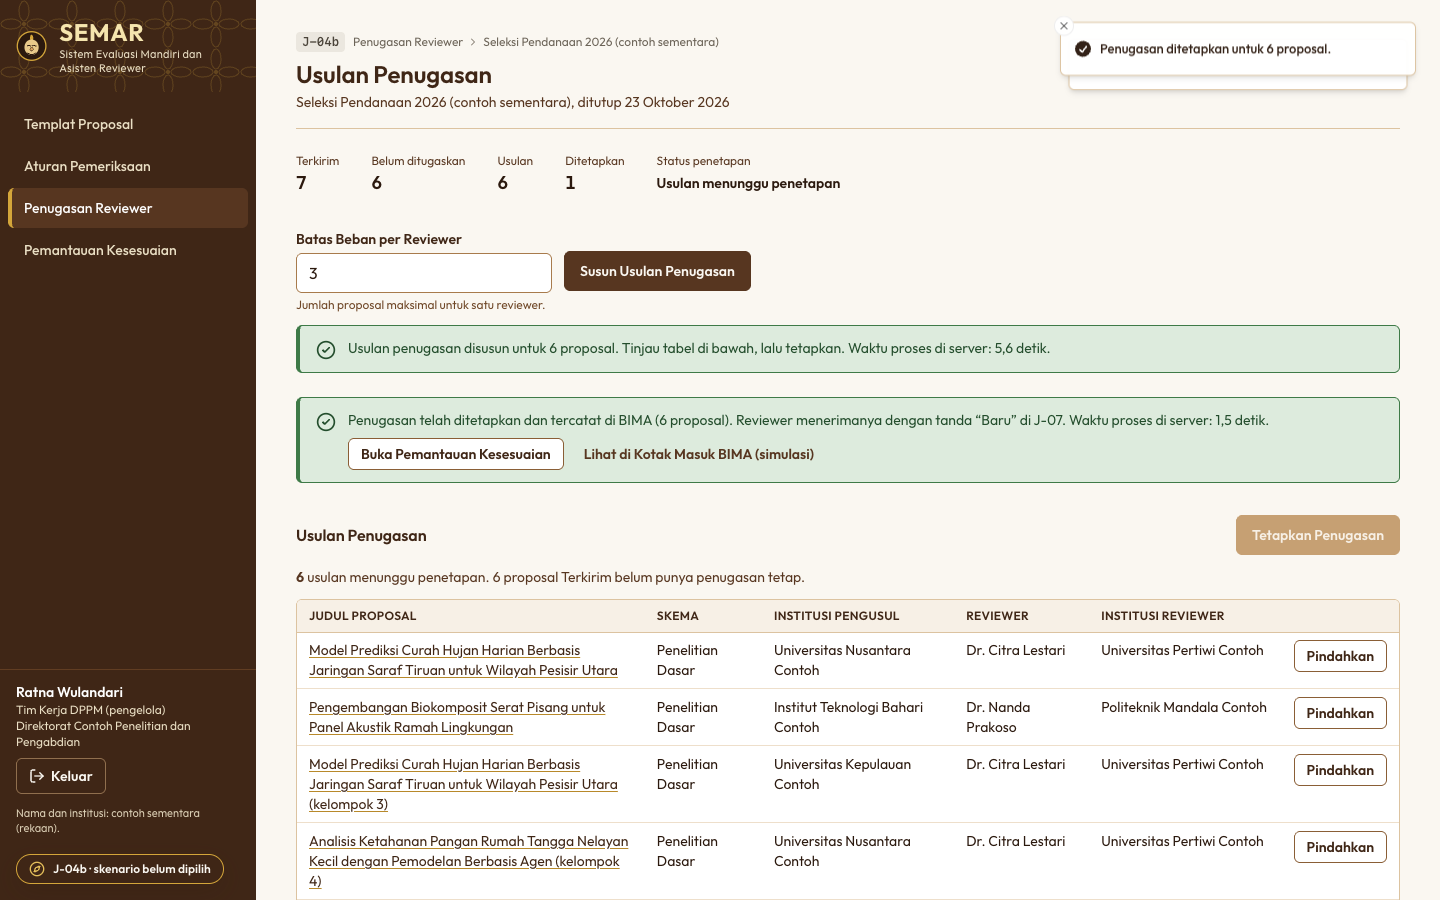 SEMAR
Sistem Evaluasi Mandiri dan
Asisten Reviewer
Templat Proposal
Aturan Pemeriksaan
Penugasan Reviewer
Pemantauan Kesesuaian
Ratna Wulandari
Tim Kerja DPPM (pengelola)
Direktorat Contoh Penelitian dan
Pengabdian
Keluar
Nama dan institusi: contoh sementara
(rekaan).
J-04b · skenario belum dipilih
J-04b Penugasan Reviewer > Seleksi Pendanaan 2026 (contoh sementara)
Usulan Penugasan
Seleksi Pendanaan 2026 (contoh sementara), ditutup 23 Oktober 2026
Penugasan ditetapkan untuk 6 proposal.
Terkirim Belum ditugaskan Usulan Ditetapkan Status penetapan
7 6 6 1 Usulan menunggu penetapan
Batas Beban per Reviewer
3 Susun Usulan Penugasan
Jumlah proposal maksimal untuk satu reviewer.
Usulan penugasan disusun untuk 6 proposal. Tinjau tabel di bawah, lalu tetapkan. Waktu proses di server: 5,6 detik.
Penugasan telah ditetapkan dan tercatat di BIMA (6 proposal). Reviewer menerimanya dengan tanda “Baru” di J-07. Waktu proses di server: 1,5 detik.
Buka Pemantauan Kesesuaian Lihat di Kotak Masuk BIMA (simulasi)
Usulan Penugasan Tetapkan Penugasan
6 usulan menunggu penetapan. 6 proposal Terkirim belum punya penugasan tetap.
JUDUL PROPOSAL SKEMA INSTITUSI PENGUSUL REVIEWER INSTITUSI REVIEWER
Model Prediksi Curah Hujan Harian Berbasis Penelitian Universitas Nusantara Dr. Citra Lestari Universitas Pertiwi Contoh Pindahkan
Jaringan Saraf Tiruan untuk Wilayah Pesisir Utara Dasar Contoh
Pengembangan Biokomposit Serat Pisang untuk Penelitian Institut Teknologi Bahari Dr. Nanda Politeknik Mandala Contoh Pindahkan
Panel Akustik Ramah Lingkungan Dasar Contoh Prakoso
Model Prediksi Curah Hujan Harian Berbasis Penelitian Universitas Kepulauan Dr. Citra Lestari Universitas Pertiwi Contoh Pindahkan
Jaringan Saraf Tiruan untuk Wilayah Pesisir Utara Dasar Contoh
(kelompok 3)
Analisis Ketahanan Pangan Rumah Tangga Nelayan Penelitian Universitas Nusantara Dr. Citra Lestari Universitas Pertiwi Contoh Pindahkan
Kecil dengan Pemodelan Berbasis Agen (kelompok Dasar Contoh
4)